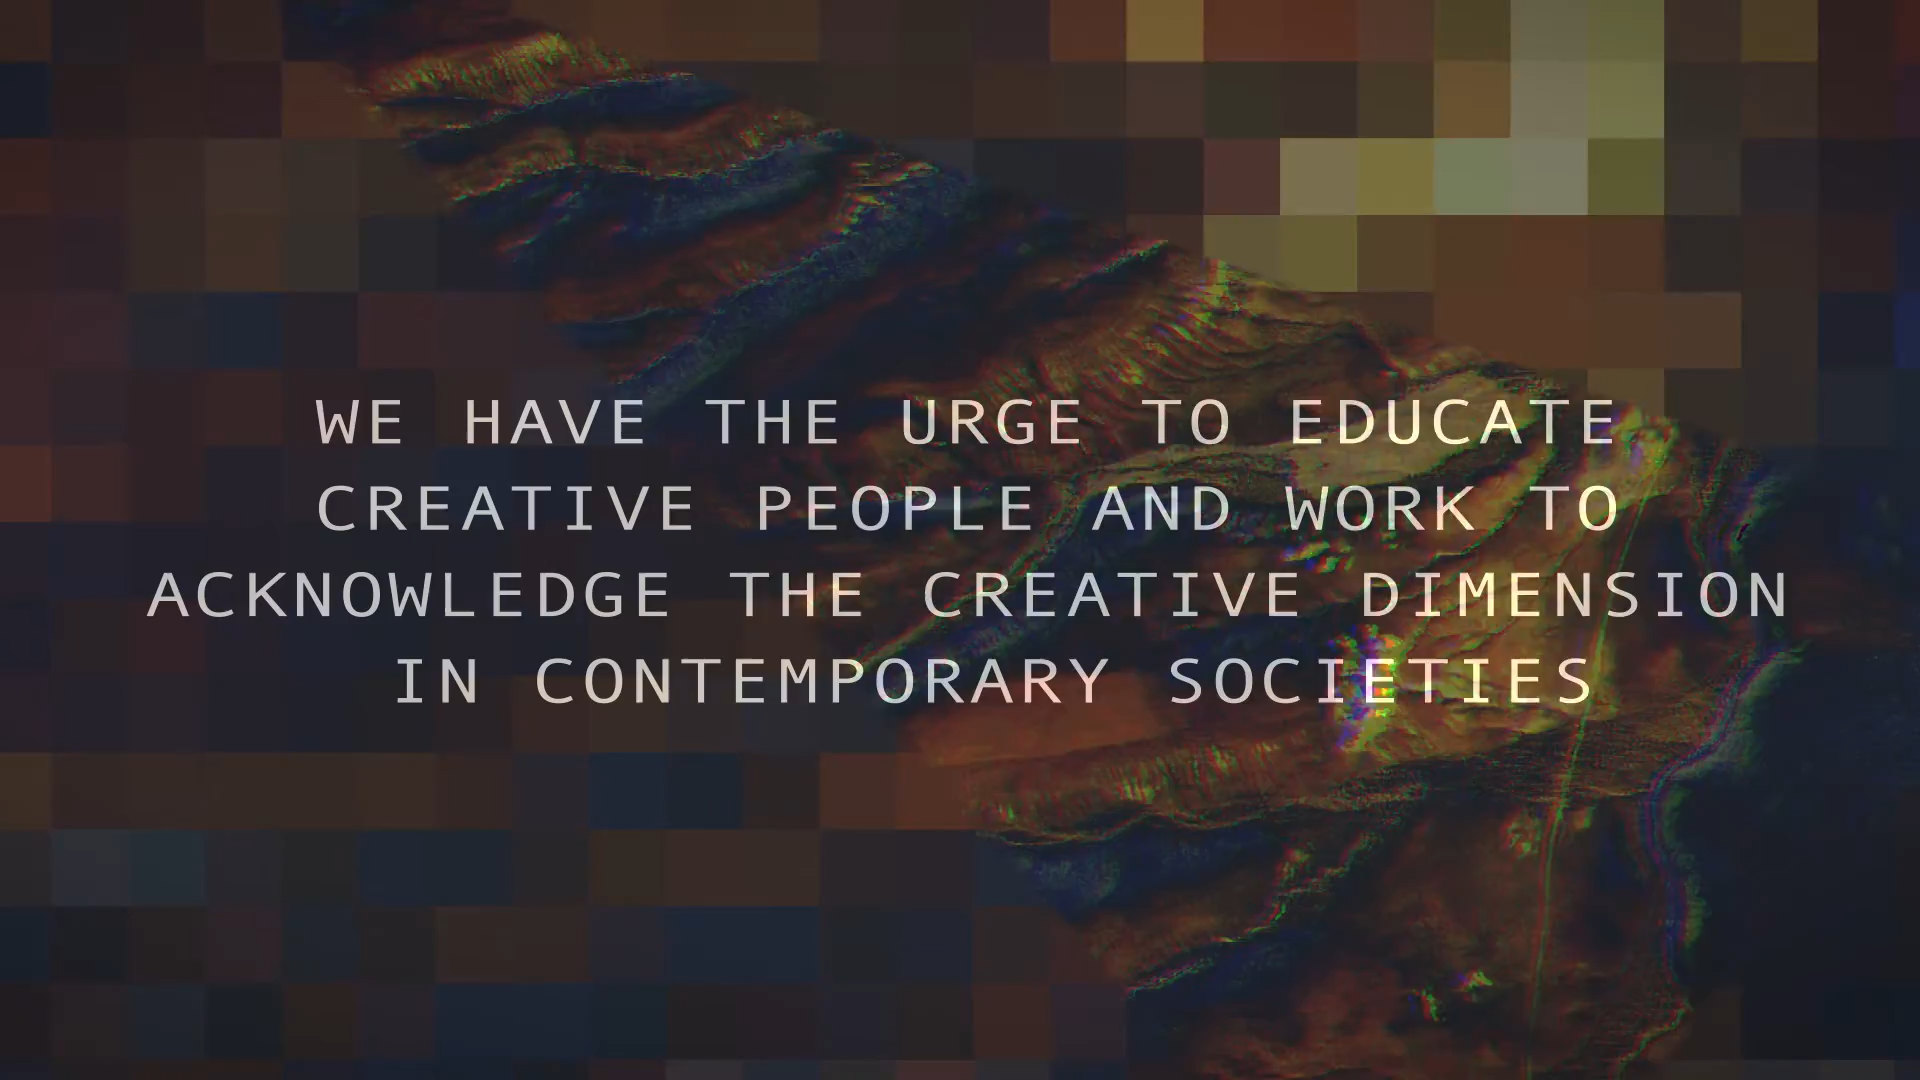 WE HAVE THE URGE TO EDUCATE
CREATIVE PEOPLE AND WORK TO
ACKNOWLEDGE THE CREATIVE DIMENSION
IN CONTEMPORARY SOCIETIES